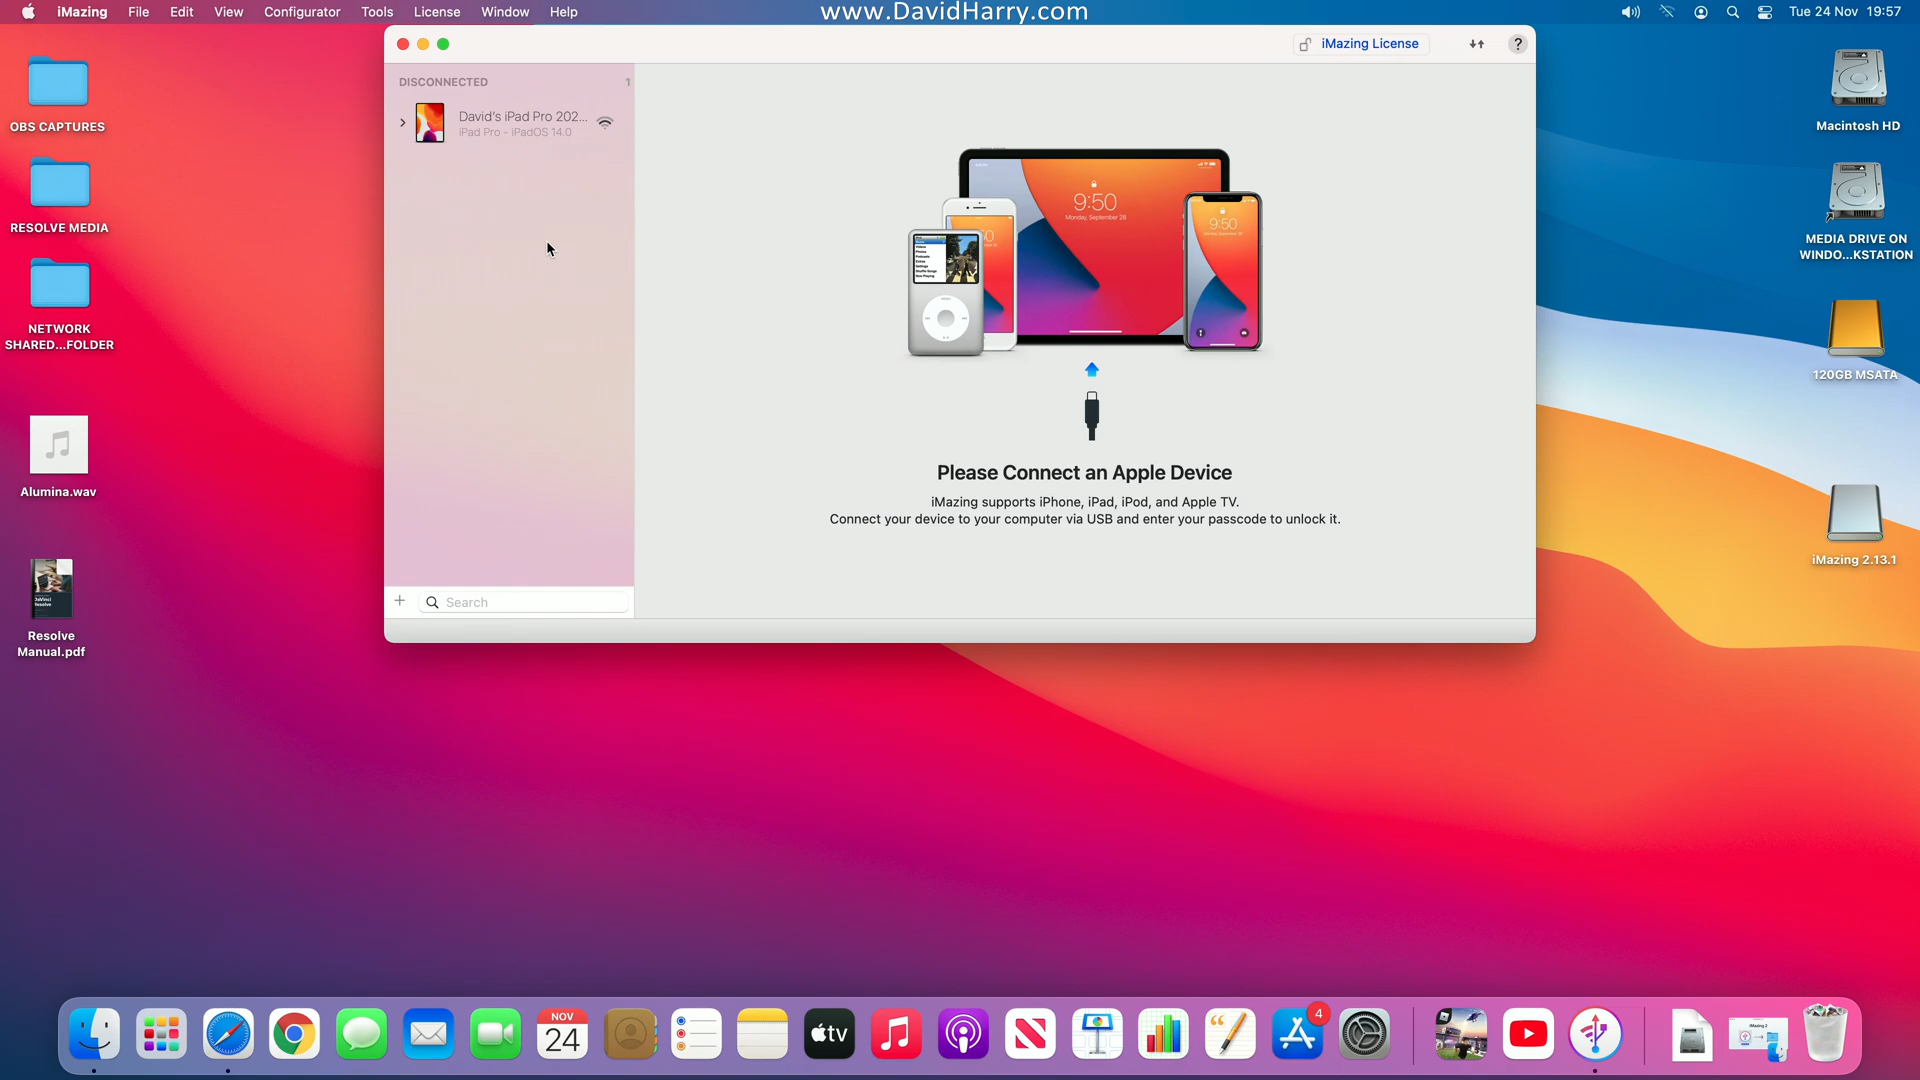 iMazing File Edit View Configurator Tools License Window Help
www.DavidHarry.com
Tue 24 Nov 19:57
iMazing License
?
DISCONNECTED 1
David's iPad Pro 202...
iPad Pro - iPadOS 14.0
9:50
Monday, September 28
9:50
Please Connect an Apple Device
iMazing supports iPhone, iPad, iPod, and Apple TV.
Connect your device to your computer via USB and enter your passcode to unlock it.
+ Search
OBS CAPTURES
RESOLVE MEDIA
NETWORK
SHARED...FOLDER
Alumina.wav
Resolve
Manual.pdf
Macintosh HD
MEDIA DRIVE ON
WINDO...KSTATION
120GB MSATA
iMazing 2.13.1
NOV
24
tv
4